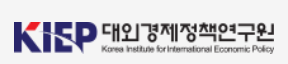 KIEP 대외경제정책연구원
Korea Institute for International Economic Policy